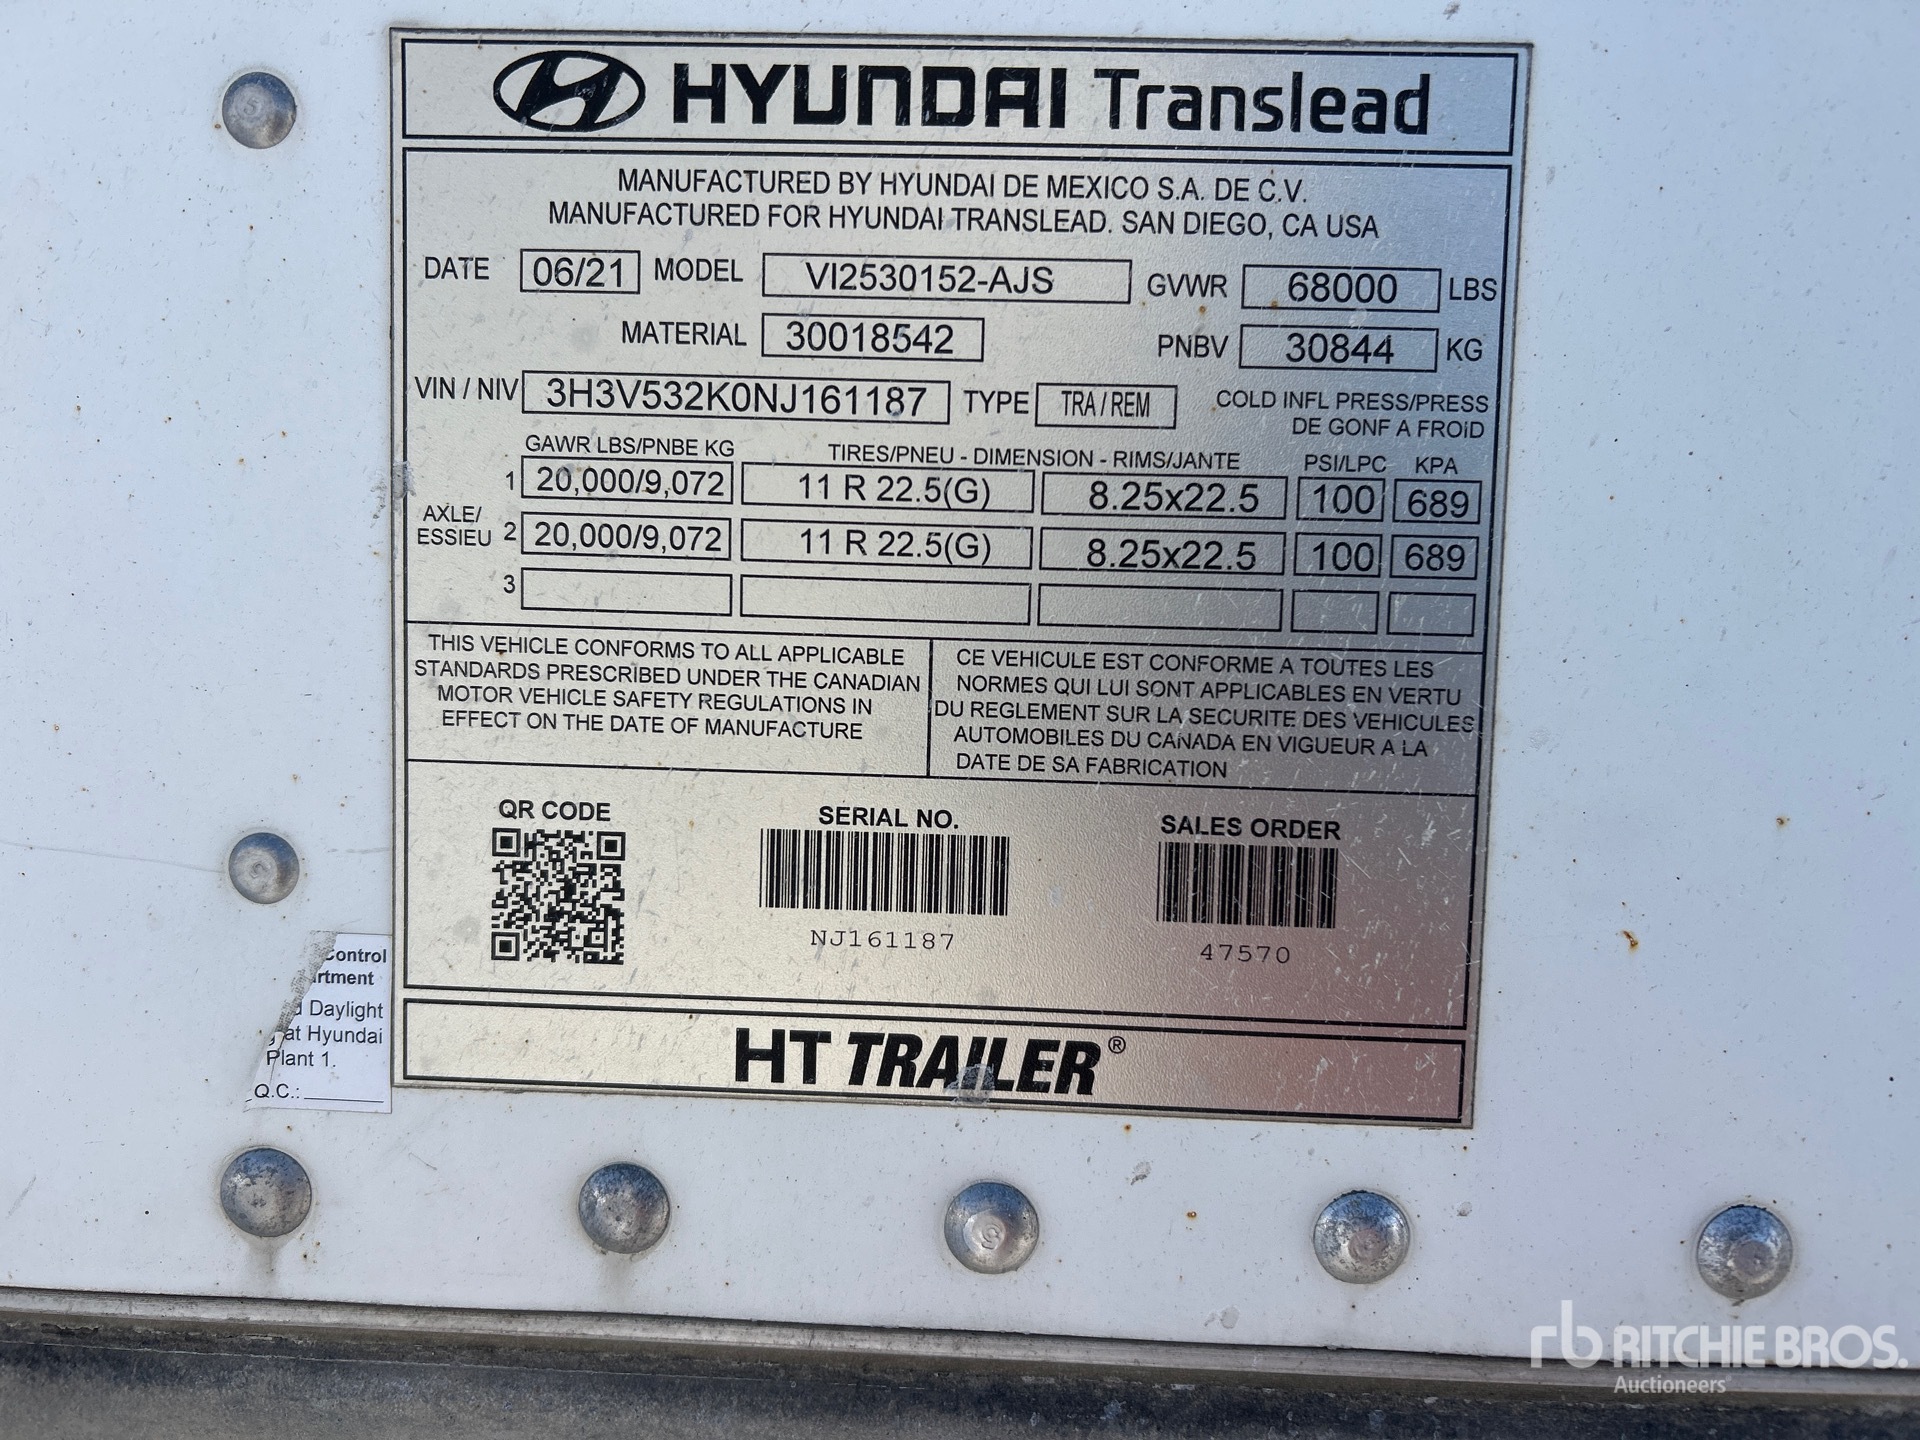 HYUNDAI Translead
MANUFACTURED BY HYUNDAI DE MEXICO S.A. DE C.V.
MANUFACTURED FOR HYUNDAI TRANSLEAD. SAN DIEGO, CA USA
DATE 06/21 MODEL VI2530152-AJS GVWR 68000 LBS
MATERIAL 30018542 PNBV 30844 KG
VIN / NIV 3H3V532K0NJ161187 TYPE TRA / REM COLD INFL PRESS/PRESS
DE GONF A FROID
GAWR LBS/PNBE KG TIRES/PNEU - DIMENSION - RIMS/JANTE PSI/LPC KPA
1 20,000/9,072 11 R 22.5(G) 8.25x22.5 100 689
AXLE/
ESSIEU 2 20,000/9,072 11 R 22.5(G) 8.25x22.5 100 689
3
THIS VEHICLE CONFORMS TO ALL APPLICABLE
STANDARDS PRESCRIBED UNDER THE CANADIAN
MOTOR VEHICLE SAFETY REGULATIONS IN
EFFECT ON THE DATE OF MANUFACTURE
CE VEHICULE EST CONFORME A TOUTES LES
NORMES QUI LUI SONT APPLICABLES EN VERTU
DU REGLEMENT SUR LA SECURITE DES VEHICULES
AUTOMOBILES DU CANADA EN VIGUEUR A LA
DATE DE SA FABRICATION
QR CODE
SERIAL NO.
NJ161187
SALES ORDER
47570
HT TRAILER®
Control
rtment
Daylight
at Hyundai
Plant 1.
Q.C.:
rb RITCHIE BROS.
Auctioneers